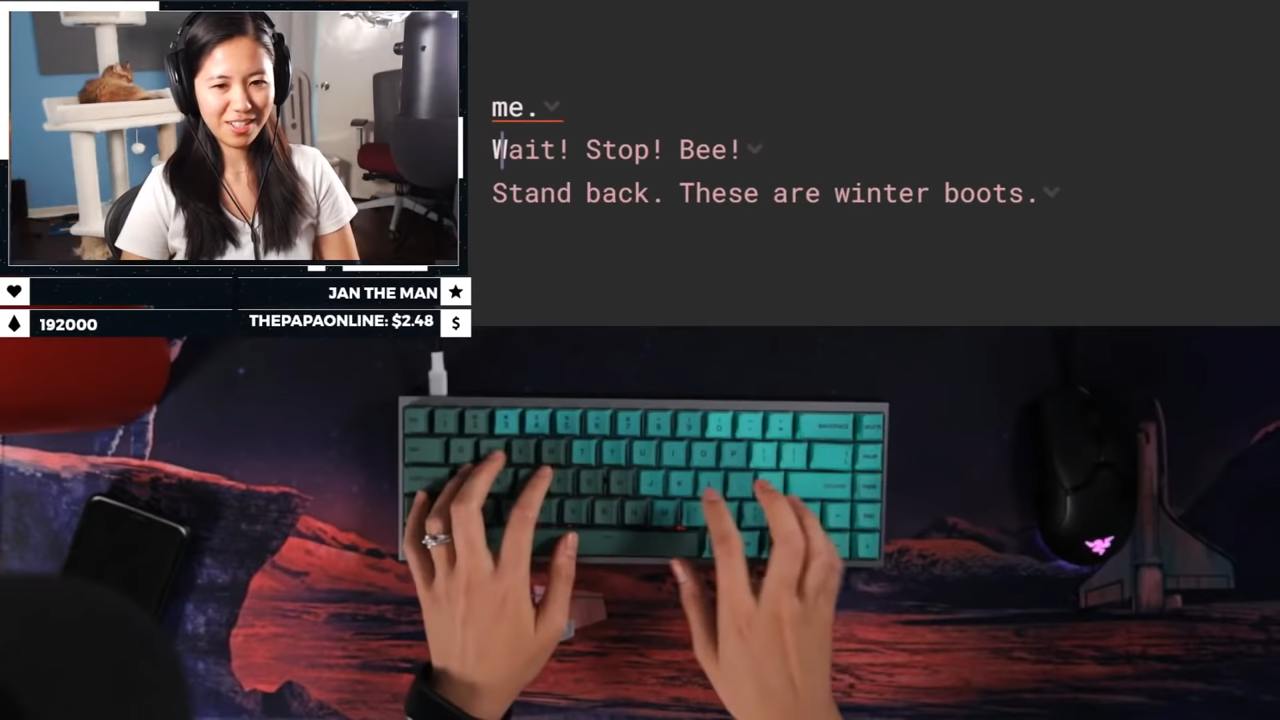 me.
Wait! Stop! Bee!
Stand back. These are winter boots.
JAN THE MAN
192000
THEPAPAONLINE: $2.48
$